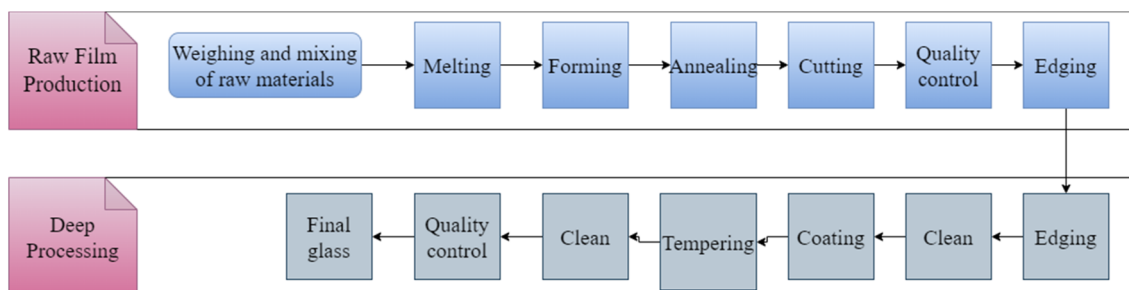 Raw Film
Production
Weighing and mixing
of raw materials
Melting
Forming
Annealing
Cutting
Quality
control
Edging
Deep
Processing
Final
glass
Quality
control
Clean
Tempering
Coating
Clean
Edging